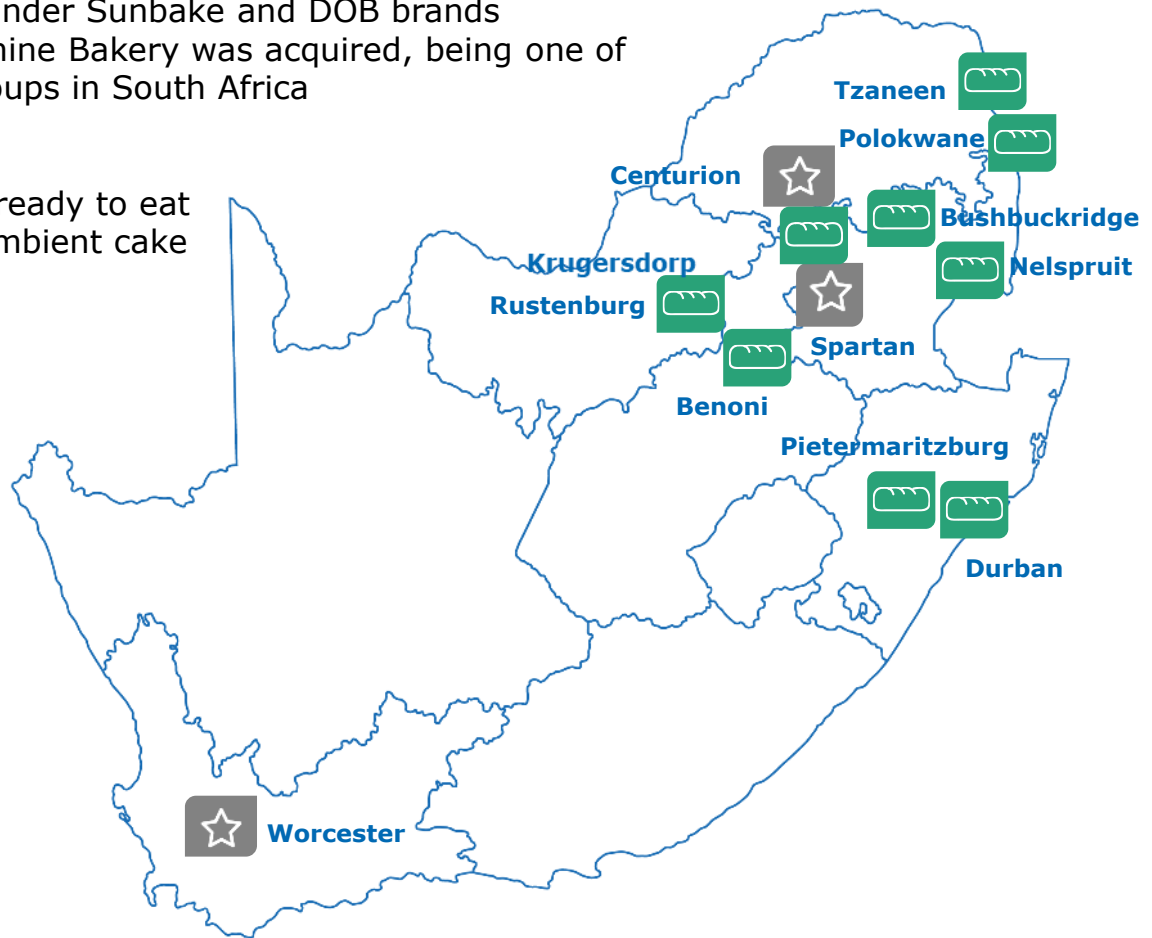 nder Sunbake and DOB brands
hine Bakery was acquired, being one of
oups in South Africa
ready to eat
mbient cake
Tzaneen
Polokwane
Centurion
Bushbuckridge
Krugersdorp
Nelspruit
Rustenburg
Spartan
Benoni
Pietermaritzburg
Durban
Worcester